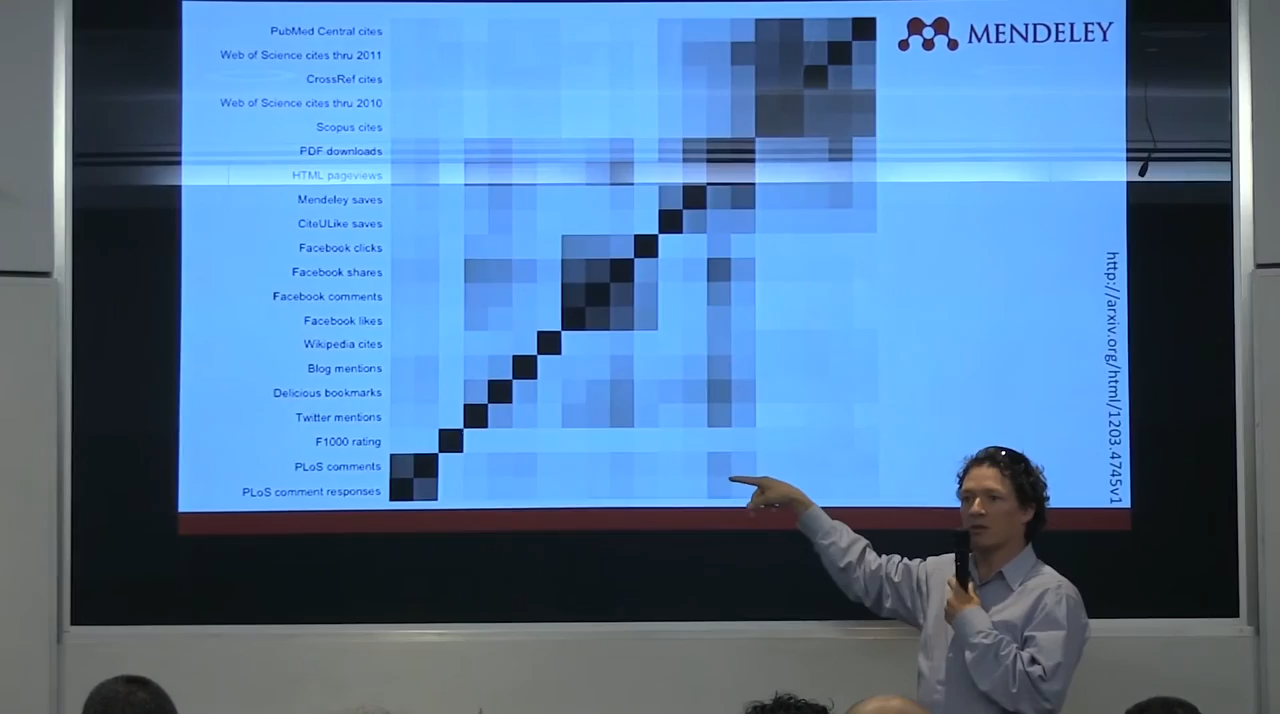 PubMed Central cites
MENDELEY
Web of Science cites thru 2011
CrossRef cites
Web of Science cites thru 2010
Scopus cites
PDF downloads
HTML pageviews
Mendeley saves
CiteULike saves
Facebook clicks
Facebook shares
Facebook comments
Facebook likes
Wikipedia cites
Blog mentions
Delicious bookmarks
Twitter mentions
F1000 rating
PLoS comments
PLoS comment responses
http://arxiv.org/html/1203.4745v1